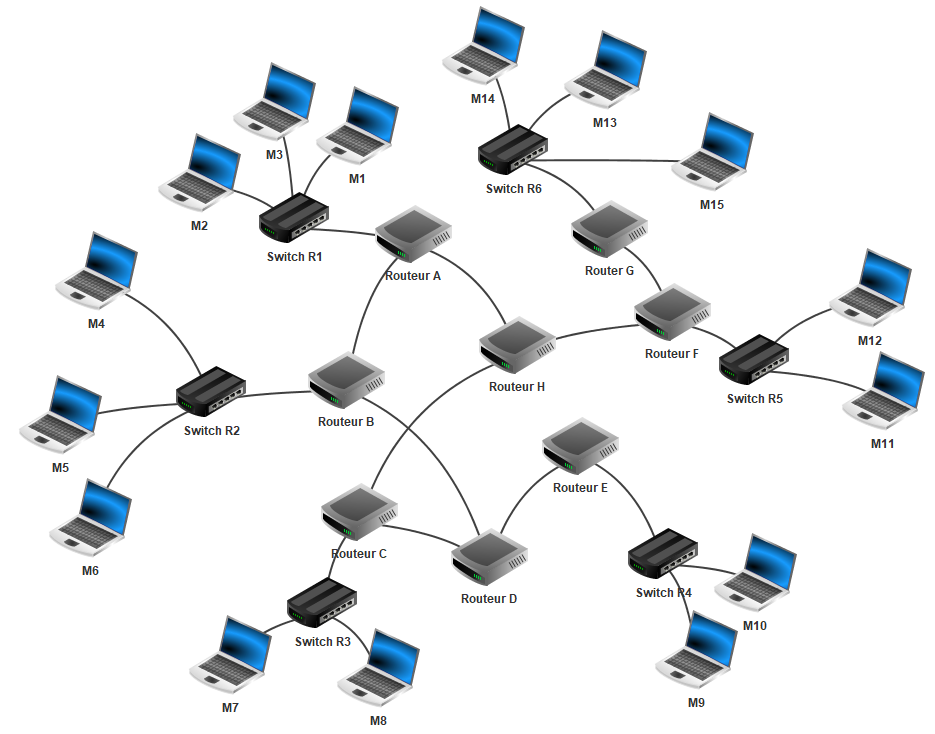 M14
M13
M3
M1
Switch R6
M15
M2
Switch R1
Routeur A
Router G
M4
M12
Routeur H
Routeur F
Switch R5
Switch R2
Routeur B
M11
M5
Routeur E
Routeur C
M6
Routeur D
Switch R4
M10
Switch R3
M7
M8
M9